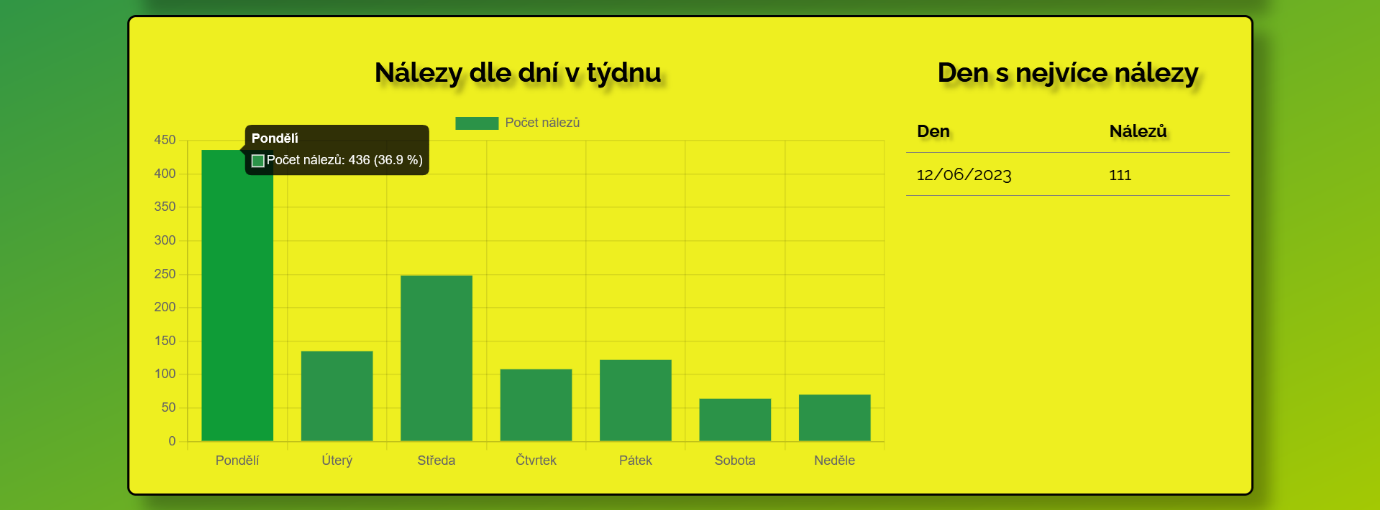 Nálezy dle dní v týdnu
Počet nálezů
Pondělí
Počet nálezů: 436 (36.9 %)
450
400
350
300
250
200
150
100
50
0
Pondělí Úterý Středa Čtvrtek Pátek Sobota Neděle
Den s nejvíce nálezy
Den Nálezů
12/06/2023 111